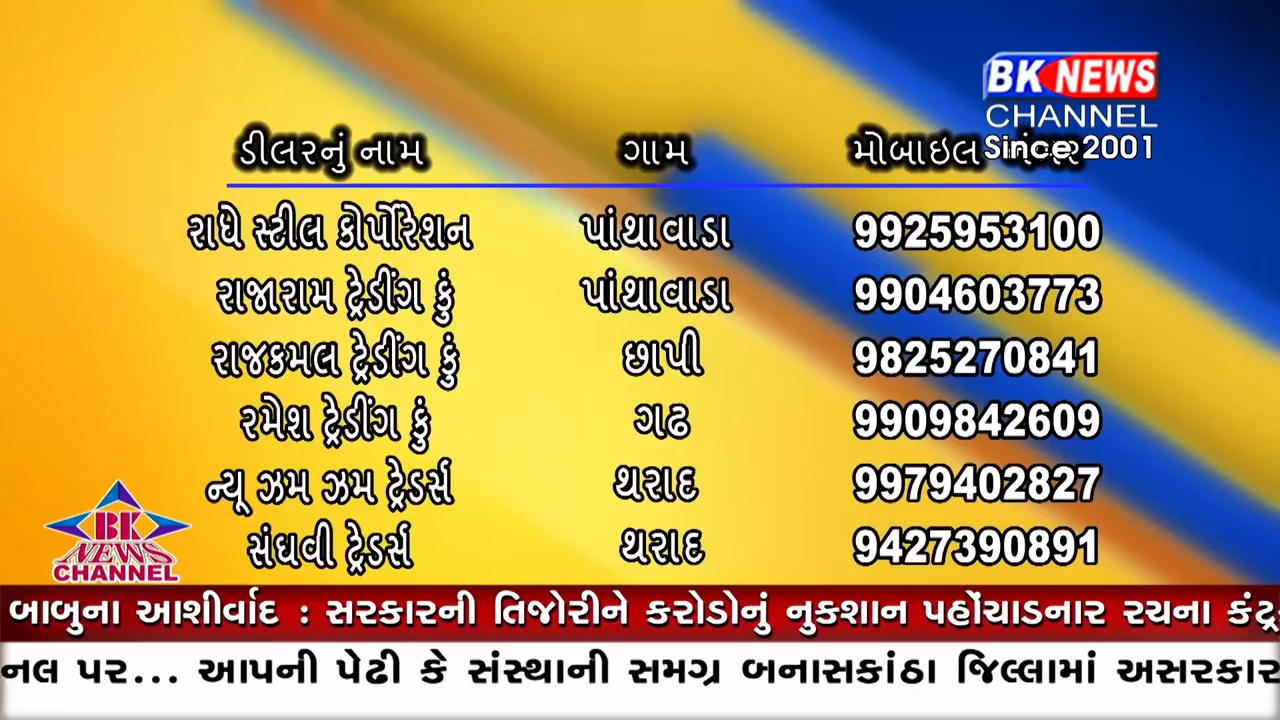 BK NEWS
CHANNEL
Since 2001
ડીલરનું નામ ગામ મોબાઇલ
રાધે સ્ટીલ કોર્પોરેશન પાંથાવાડા 9925953100
રાજારામ ટ્રેડીંગ કું પાંથાવાડા 9904603773
રાજકમલ ટ્રેડીંગ કું છાપી 9825270841
રમેશ ટ્રેડીંગ કું ગઢ 9909842609
ન્યૂ ઝમ ઝમ ટ્રેડર્સ થરાદ 9979402827
સંઘવી ટ્રેડર્સ થરાદ 9427390891
BK
NEWS
CHANNEL
બાબુના આશીર્વાદ : સરકારની તિજોરીને કરોડોનું નુકશાન પહોંચાડનાર રચના
નલ પર... આપની પેઢી કે સંસ્થાની સમગ્ર બનાસકાંઠા જિલ્લામાં અસરકાર